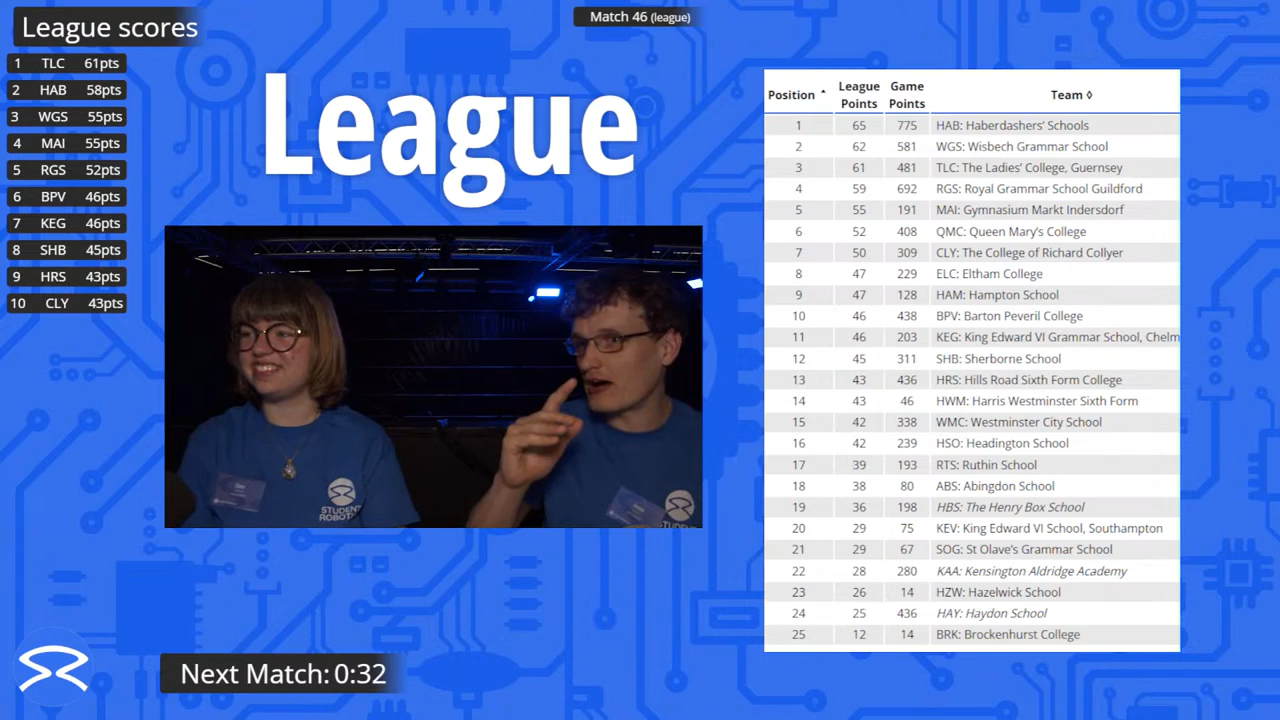 League scores
1 TLC 61pts
2 HAB 58pts
3 WGS 55pts
4 MAI 55pts
5 RGS 52pts
6 BPV 46pts
7 KEG 46pts
8 SHB 45pts
9 HRS 43pts
10 CLY 43pts
Match 46 (league)
League
STUDENT
ROBOTI
STUDENT
Next Match: 0:32
Position League Points Game Points Team ◊
1 65 775 HAB: Haberdashers' Schools
2 62 581 WGS: Wisbech Grammar School
3 61 481 TLC: The Ladies' College, Guernsey
4 59 692 RGS: Royal Grammar School Guildford
5 55 191 MAI: Gymnasium Markt Indersdorf
6 52 408 QMC: Queen Mary's College
7 50 309 CLY: The College of Richard Collyer
8 47 229 ELC: Eltham College
9 47 128 HAM: Hampton School
10 46 438 BPV: Barton Peveril College
11 46 203 KEG: King Edward VI Grammar School, Chelm
12 45 311 SHB: Sherborne School
13 43 436 HRS: Hills Road Sixth Form College
14 43 46 HWM: Harris Westminster Sixth Form
15 42 338 WMC: Westminster City School
16 42 239 HSO: Headington School
17 39 193 RTS: Ruthin School
18 38 80 ABS: Abingdon School
19 36 198 HBS: The Henry Box School
20 29 75 KEV: King Edward VI School, Southampton
21 29 67 SOG: St Olave's Grammar School
22 28 280 KAA: Kensington Aldridge Academy
23 26 14 HZW: Hazelwick School
24 25 436 HAY: Haydon School
25 12 14 BRK: Brockenhurst College